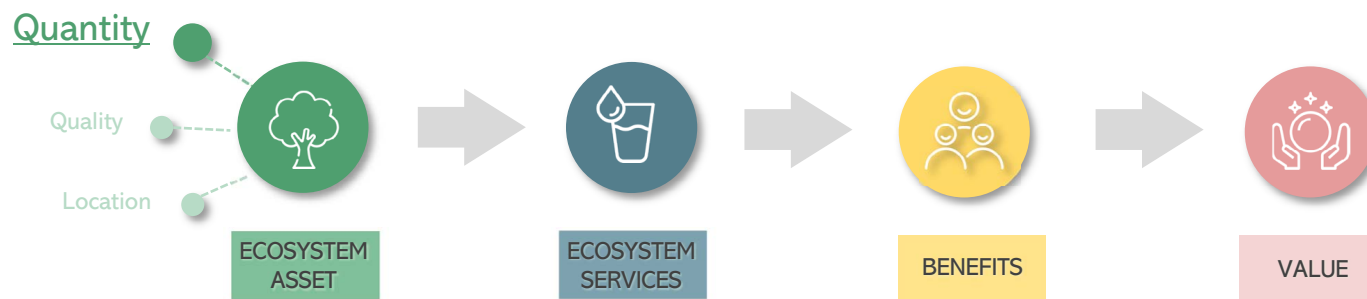 Quantity
Quality
Location
ECOSYSTEM
ASSET
ECOSYSTEM
SERVICES
BENEFITS
VALUE